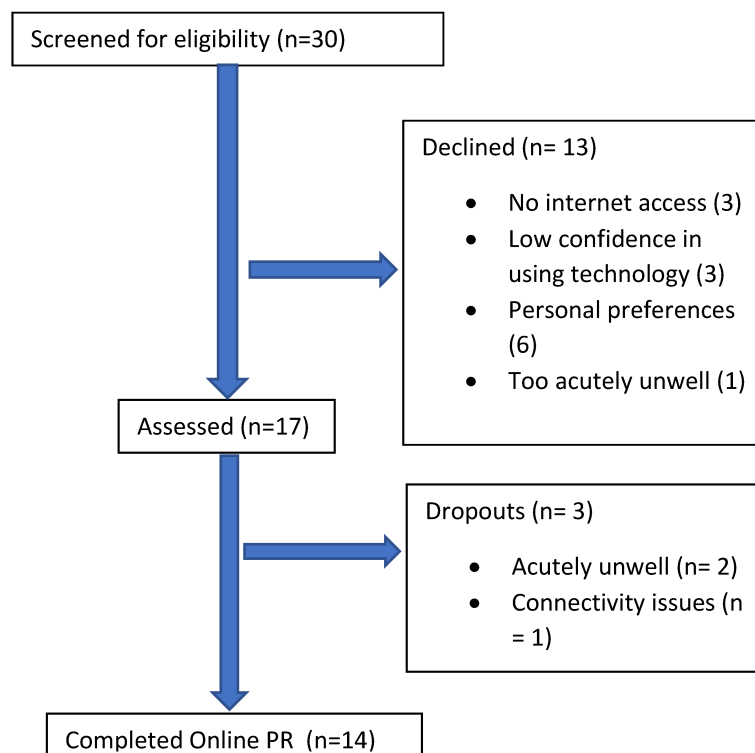 Screened for eligibility (n=30)
Declined (n= 13)
• No internet access (3)
• Low confidence in
using technology (3)
• Personal preferences
(6)
• Too acutely unwell (1)
Assessed (n=17)
Dropouts (n= 3)
• Acutely unwell (n= 2)
• Connectivity issues (n
= 1)
Completed Online PR  (n=14)